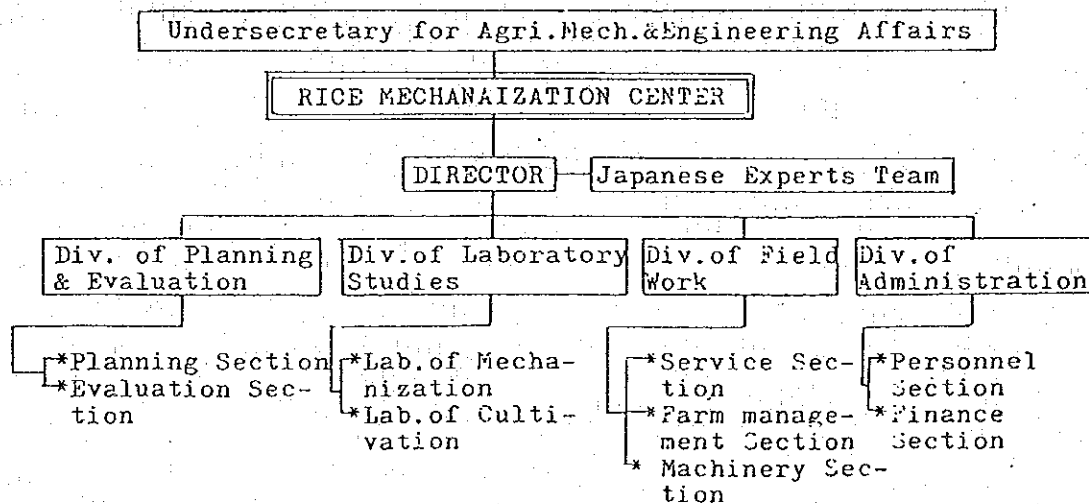 Undersecretary for Agri.Mech.&Engineering Affairs
RICE MECHANAIZATION CENTER
DIRECTOR
Japanese Experts Team
Div. of Planning
& Evaluation
Div.of Laboratory
Studies
Div.of Field
Work
Div.of
Administration
*Planning Section
*Evaluation Sec-
tion
*Lab.of Mecha-
nization
*Lab.of Culti-
vation
*Service Sec-
tion
*Farm manage-
ment Section
* Machinery Sec-
tion
*Personnel
Section
*Finance
Section